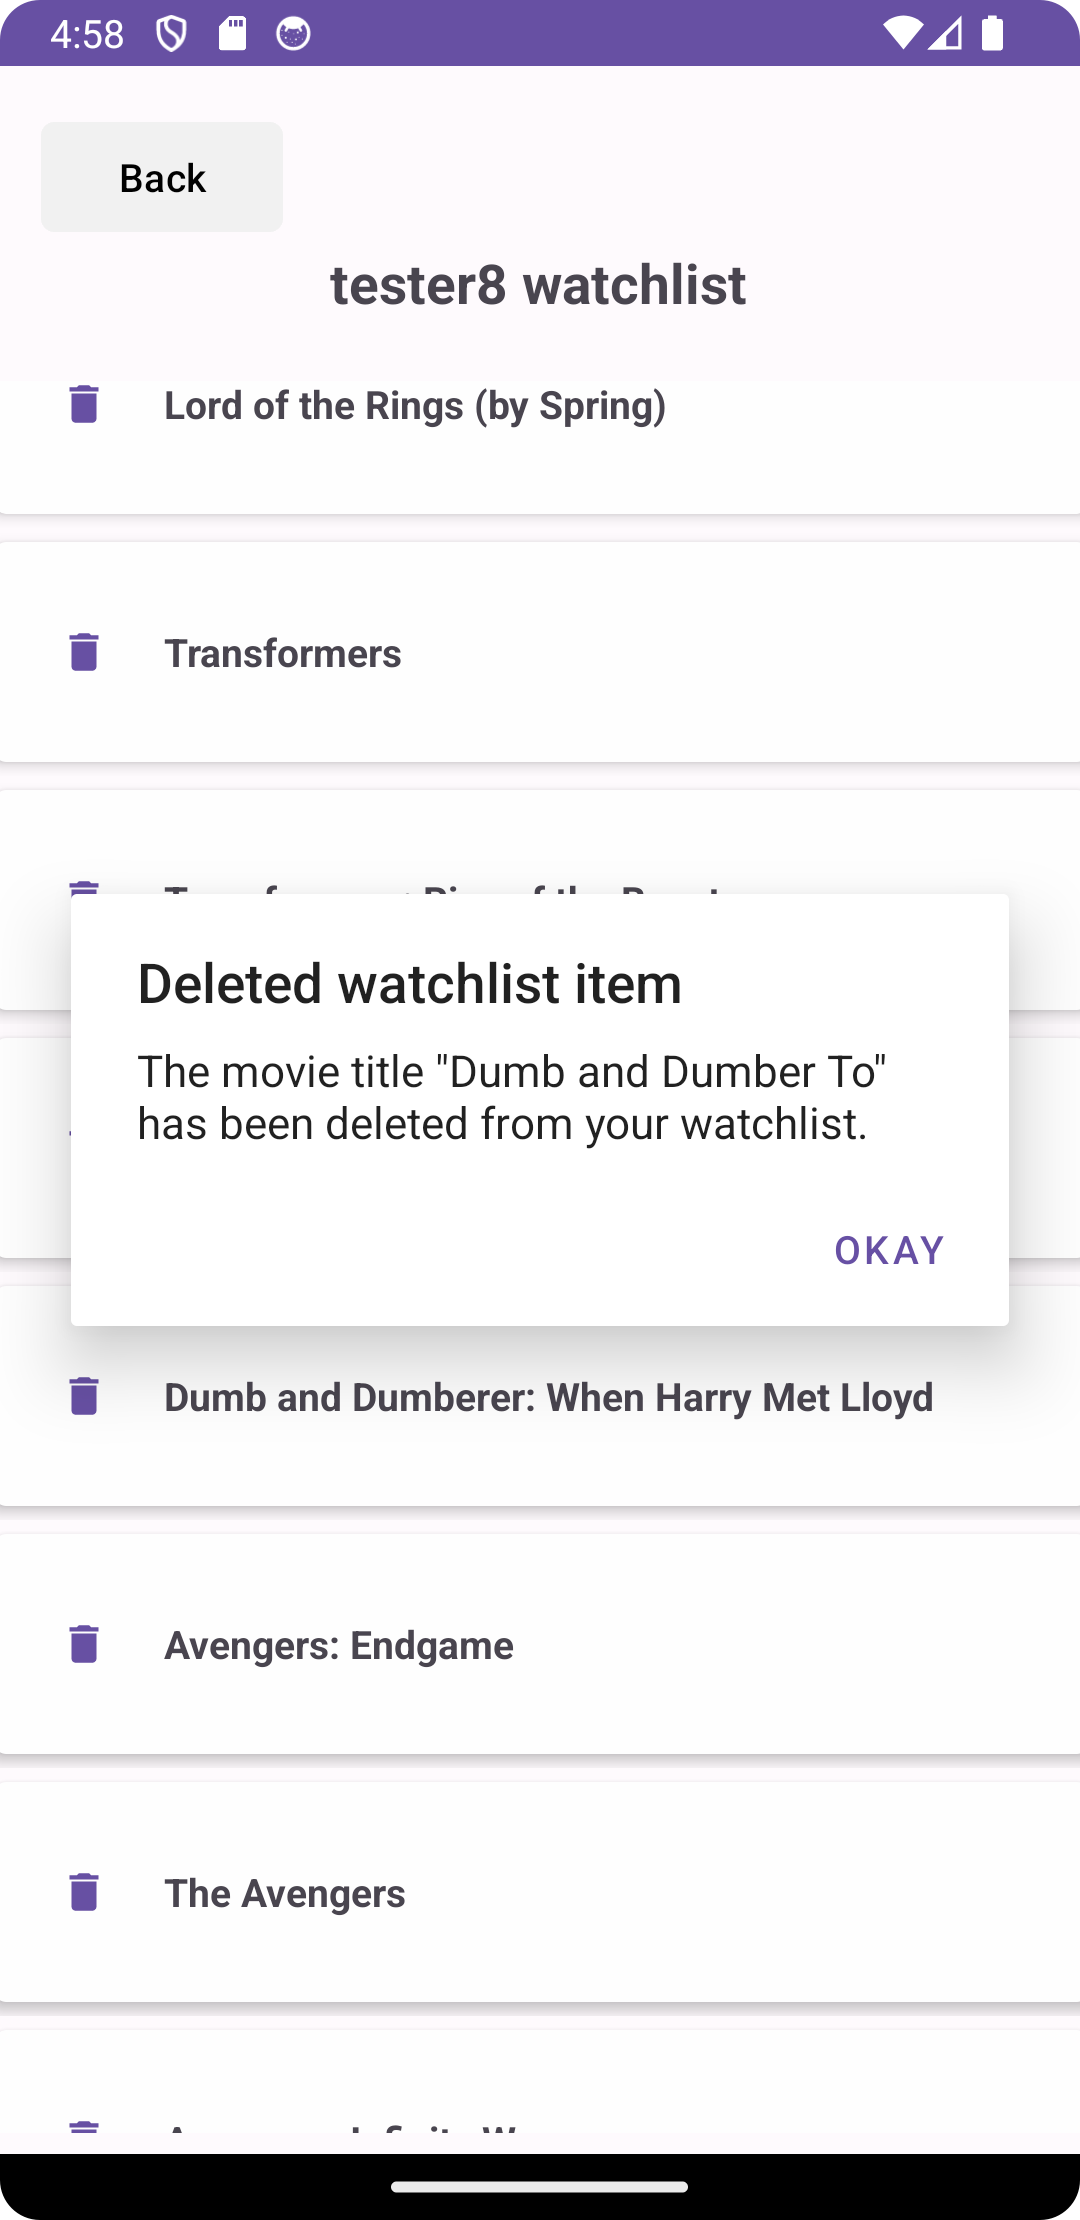 4:58
Back
tester8 watchlist
Lord of the Rings (by Spring)
Transformers
Deleted watchlist item
The movie title "Dumb and Dumber To"
has been deleted from your watchlist.
OKAY
Dumb and Dumberer: When Harry Met Lloyd
Avengers: Endgame
The Avengers